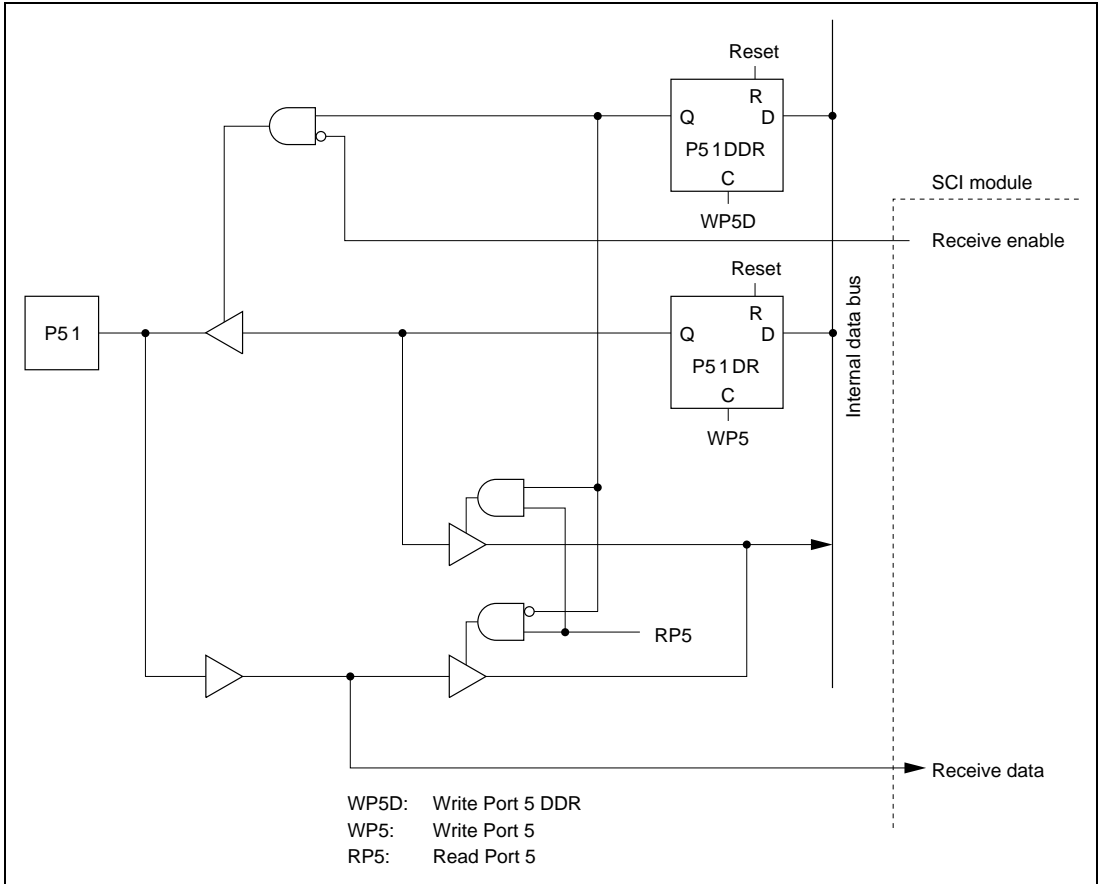 Reset
R
Q
D
P51DDR
C
WP5D
SCI module
Receive enable
Reset
R
Q
D
P51DR
C
WP5
P51
Internal data bus
RP5
Receive data
WP5D: Write Port 5 DDR
WP5: Write Port 5
RP5: Read Port 5